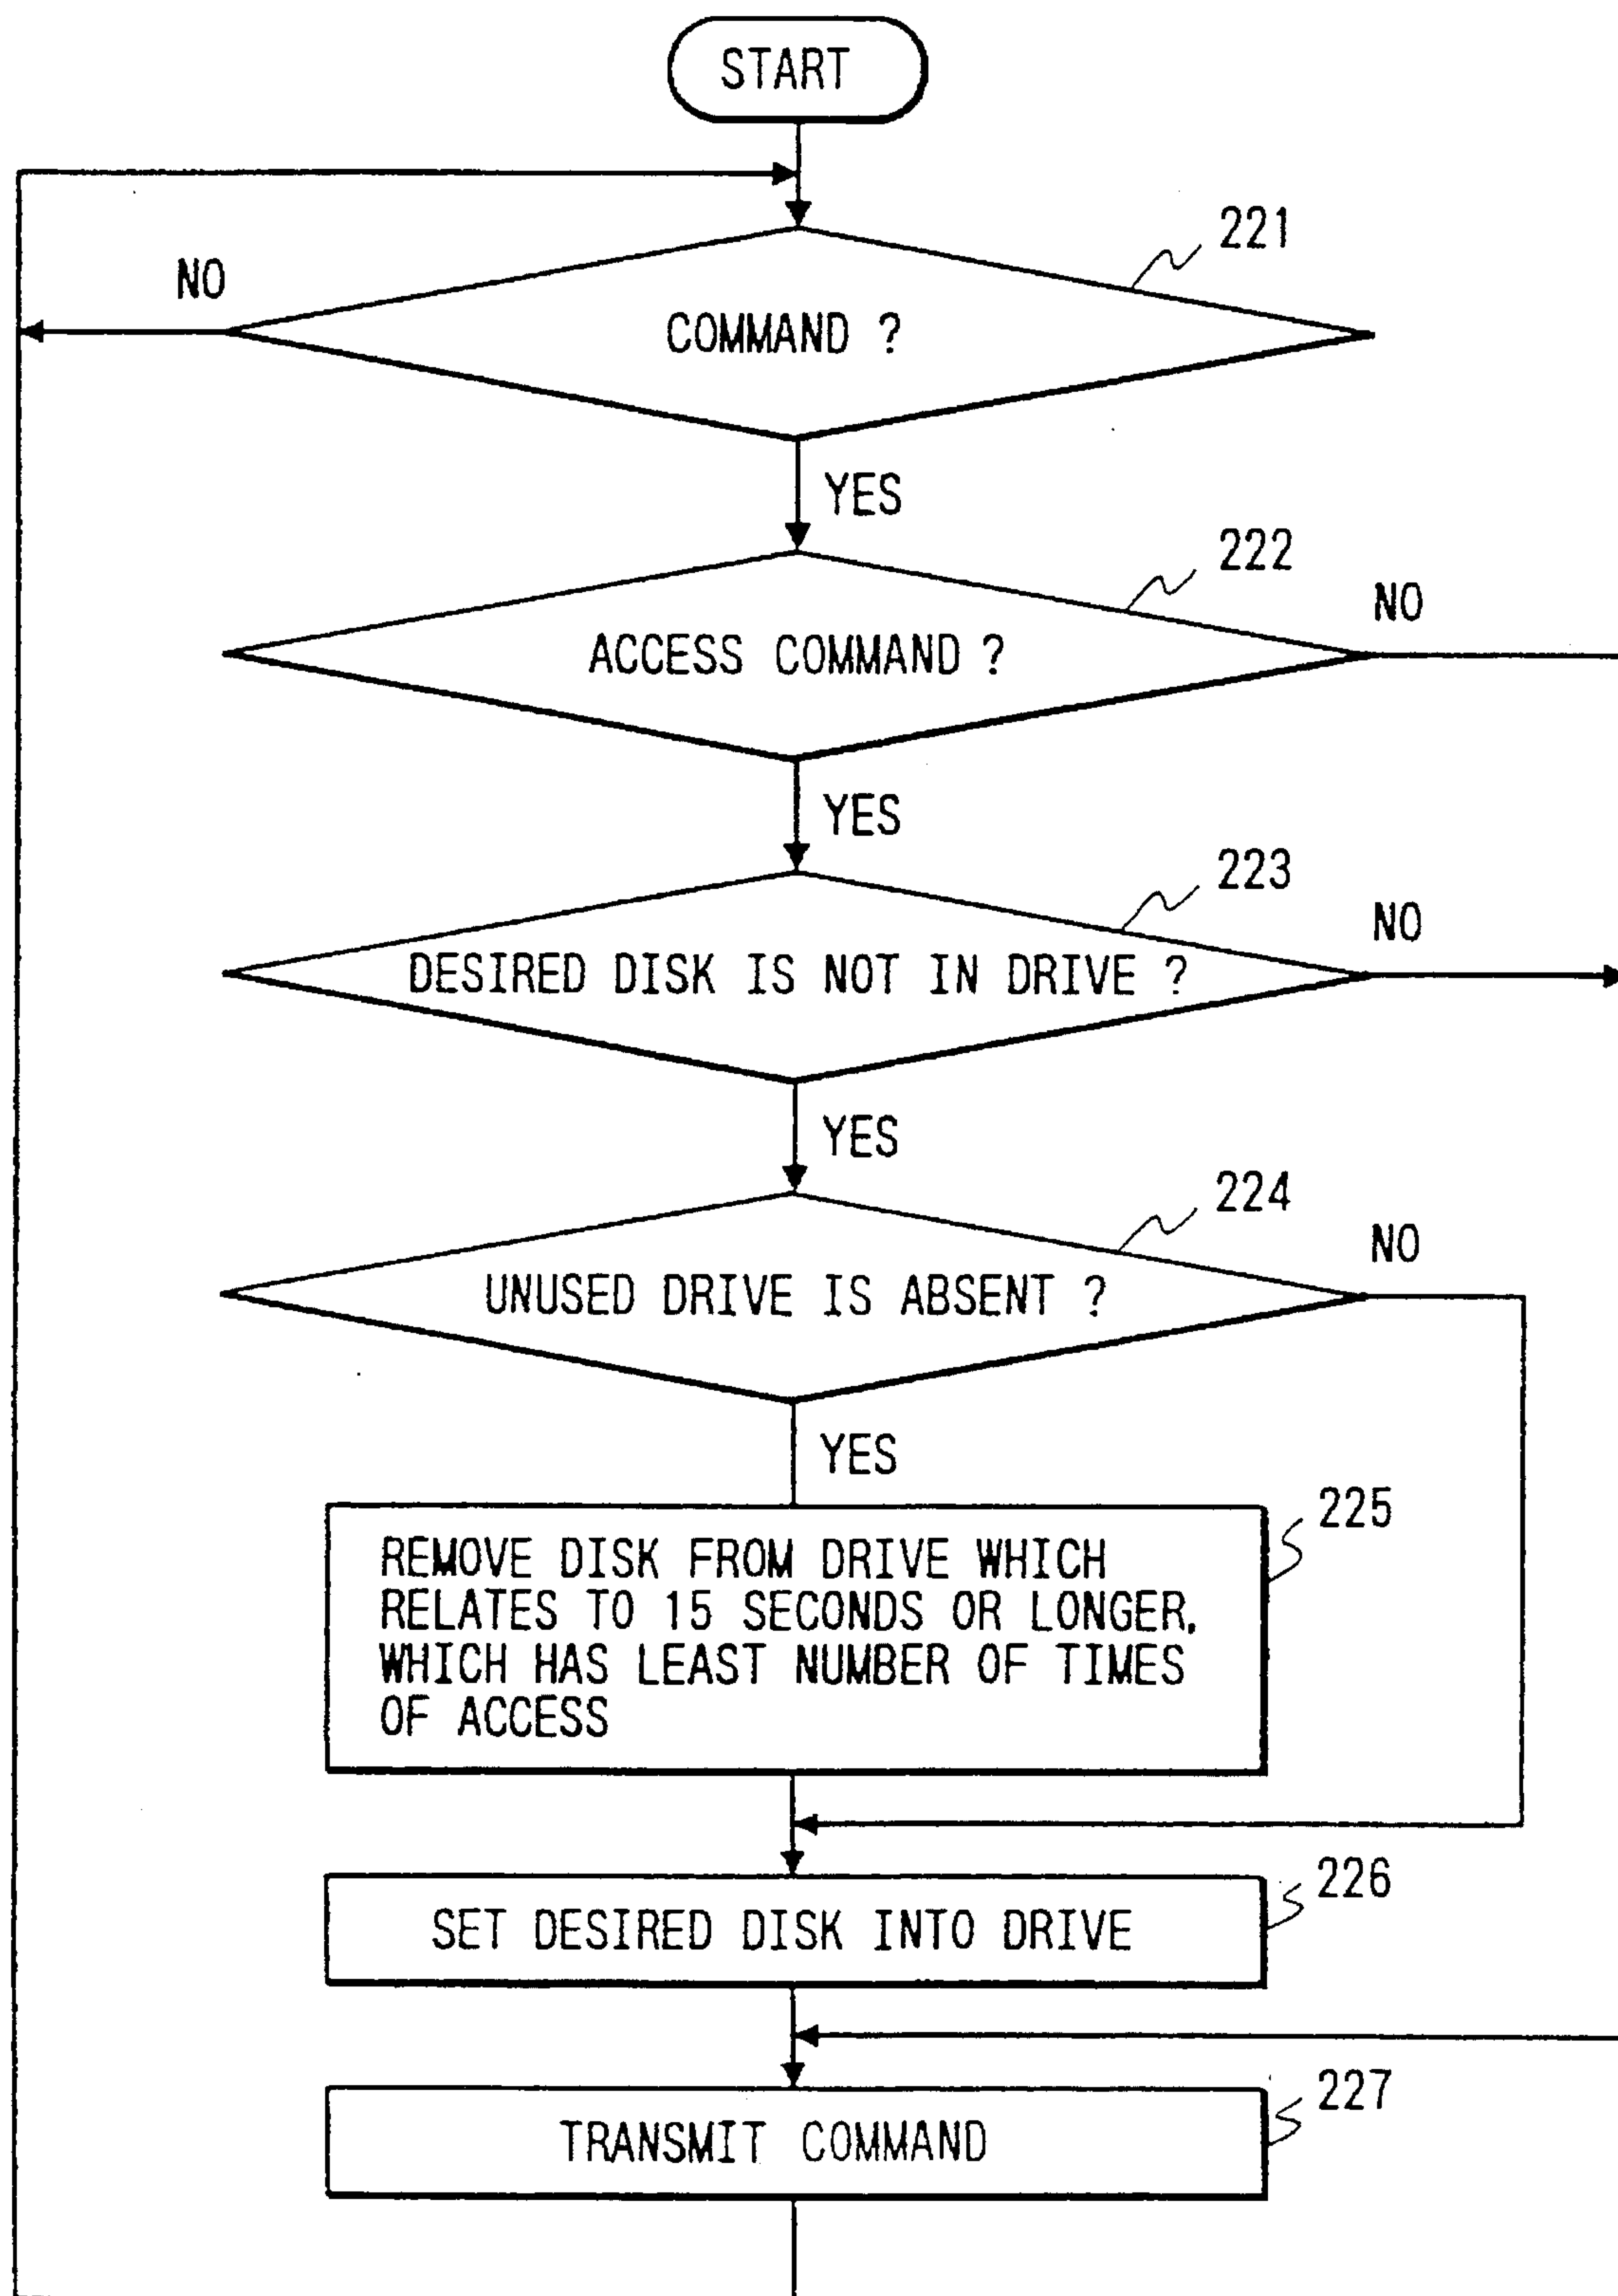 START
221
NO
COMMAND ?
YES
222
NO
ACCESS COMMAND ?
YES
223
NO
DESIRED DISK IS NOT IN DRIVE ?
YES
224
NO
UNUSED DRIVE IS ABSENT ?
YES
225
REMOVE DISK FROM DRIVE WHICH
RELATES TO 15 SECONDS OR LONGER,
WHICH HAS LEAST NUMBER OF TIMES
OF ACCESS
226
SET DESIRED DISK INTO DRIVE
227
TRANSMIT COMMAND